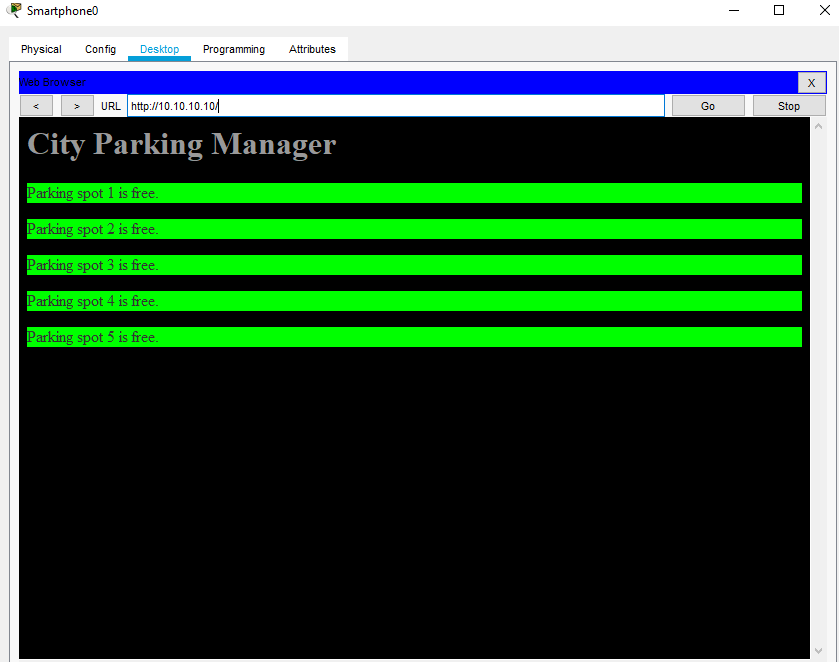 Smartphone0
Physical Config Desktop Programming Attributes
Web Browser X
< > URL http://10.10.10.10/ Go Stop
City Parking Manager
Parking spot 1 is free.
Parking spot 2 is free.
Parking spot 3 is free.
Parking spot 4 is free.
Parking spot 5 is free.